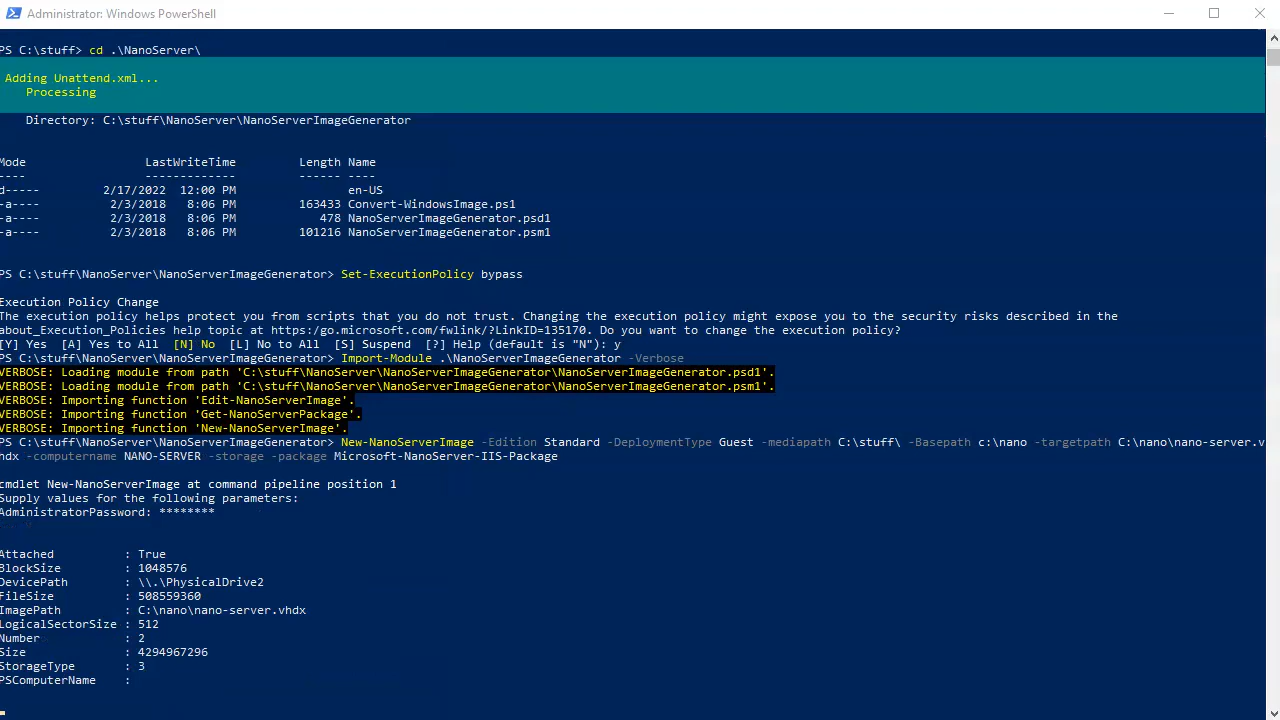 Administrator: Windows PowerShell
PS C:\stuff> cd .\NanoServer\
Adding Unattend.xml...
Processing
Directory: C:\stuff\NanoServer\NanoServerImageGenerator
Mode LastWriteTime Length Name
---- ------------- ------ ----
d----- 2/17/2022 12:00 PM en-US
-a---- 2/3/2018 8:06 PM 163433 Convert-WindowsImage.ps1
-a---- 2/3/2018 8:06 PM 478 NanoServerImageGenerator.psd1
-a---- 2/3/2018 8:06 PM 101216 NanoServerImageGenerator.psm1
PS C:\stuff\NanoServer\NanoServerImageGenerator> Set-ExecutionPolicy bypass
Execution Policy Change
The execution policy helps protect you from scripts that you do not trust. Changing the execution policy might expose you to the security risks described in the
about_Execution_Policies help topic at https:/go.microsoft.com/fwlink/?LinkID=135170. Do you want to change the execution policy?
[Y] Yes [A] Yes to All [N] No [L] No to All [S] Suspend [?] Help (default is "N"): y
PS C:\stuff\NanoServer\NanoServerImageGenerator> Import-Module .\NanoServerImageGenerator -Verbose
VERBOSE: Loading module from path 'C:\stuff\NanoServer\NanoServerImageGenerator\NanoServerImageGenerator.psd1'.
VERBOSE: Loading module from path 'C:\stuff\NanoServer\NanoServerImageGenerator\NanoServerImageGenerator.psm1'.
VERBOSE: Importing function 'Edit-NanoServerImage'.
VERBOSE: Importing function 'Get-NanoServerPackage'.
VERBOSE: Importing function 'New-NanoServerImage'.
PS C:\stuff\NanoServer\NanoServerImageGenerator> New-NanoServerImage -Edition Standard -DeploymentType Guest -mediapath C:\stuff\ -Basepath c:\nano -targetpath C:\nano\nano-server.v
hdx -computername NANO-SERVER -storage -package Microsoft-NanoServer-IIS-Package
cmdlet New-NanoServerImage at command pipeline position 1
Supply values for the following parameters:
AdministratorPassword: ********
Attached : True
BlockSize : 1048576
DevicePath : \\.\PhysicalDrive2
FileSize : 508559360
ImagePath : C:\nano\nano-server.vhdx
LogicalSectorSize : 512
Number : 2
Size : 4294967296
StorageType : 3
PSComputerName :